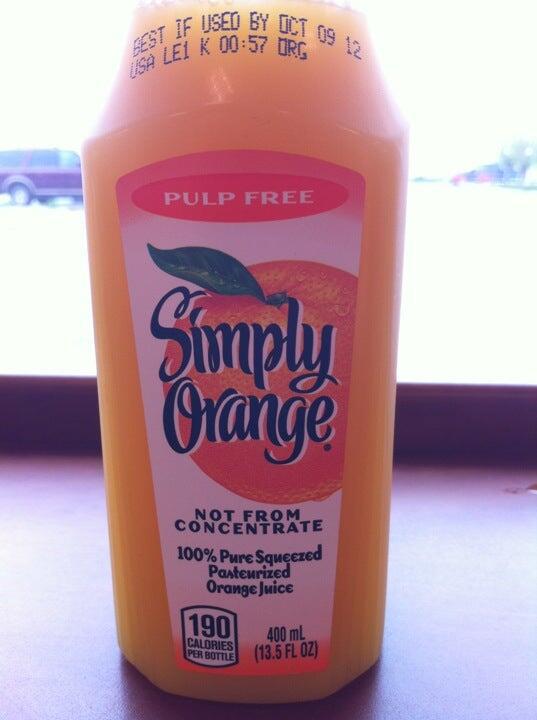 BEST IF USED BY OCT 09 12
USA LE1 K 00:57 ORG
PULP FREE
Simply
Orange
NOT FROM
CONCENTRATE
100% Pure Squeezed
Pasteurized
Orange Juice
190
CALORIES
PER BOTTLE
400 mL
(13.5 FL OZ)